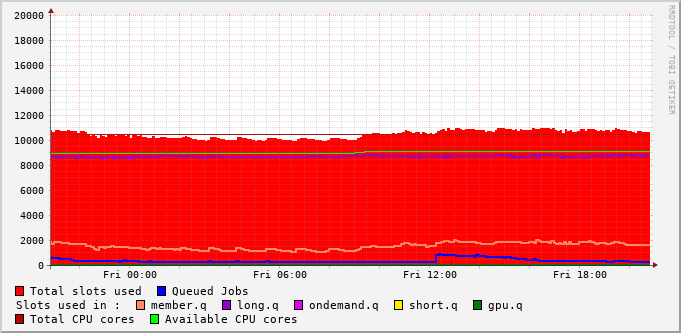 20000
18000
16000
14000
12000
10000
8000
6000
4000
2000
0
Fri 00:00 Fri 06:00 Fri 12:00 Fri 18:00
RRDTOOL / TOBI OETIKER
Total slots used Queued Jobs
Slots used in : member.q long.q ondemand.q short.q gpu.q
Total CPU cores Available CPU cores